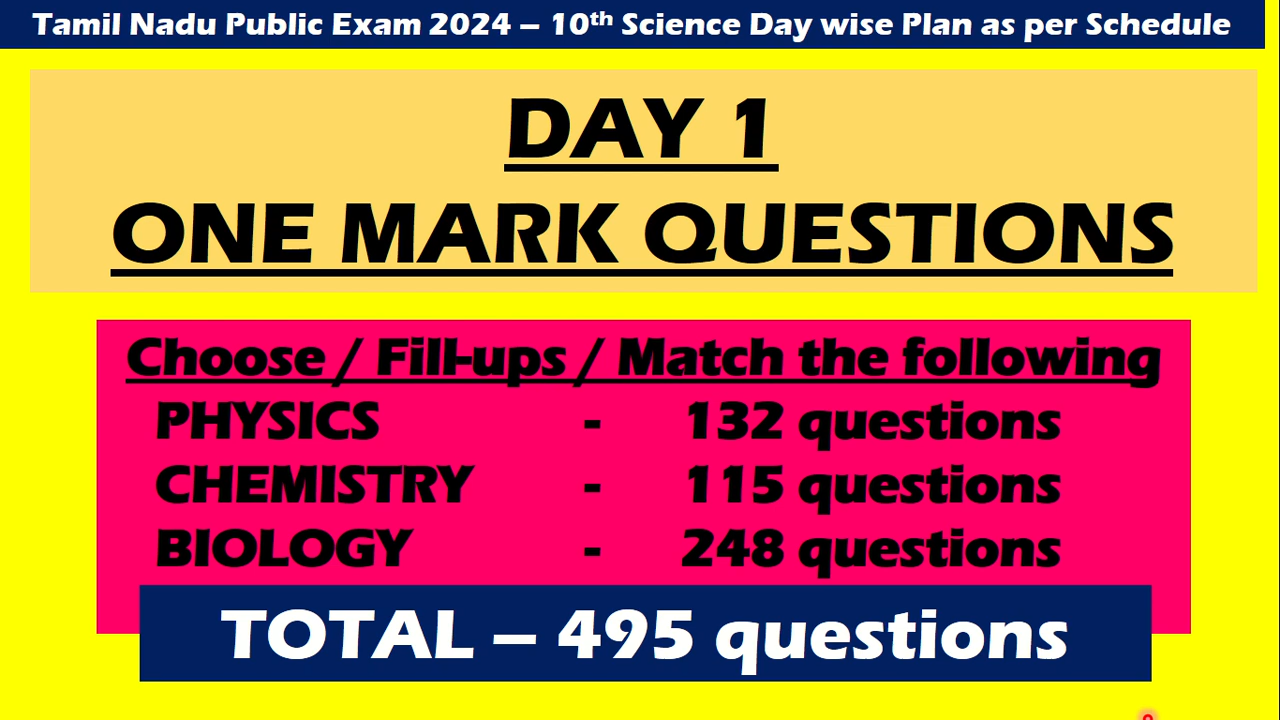 Tamil Nadu Public Exam 2024 – 10th Science Day wise Plan as per Schedule
DAY 1
ONE MARK QUESTIONS
Choose / Fill-ups / Match the following
PHYSICS - 132 questions
CHEMISTRY - 115 questions
BIOLOGY - 248 questions
TOTAL – 495 questions